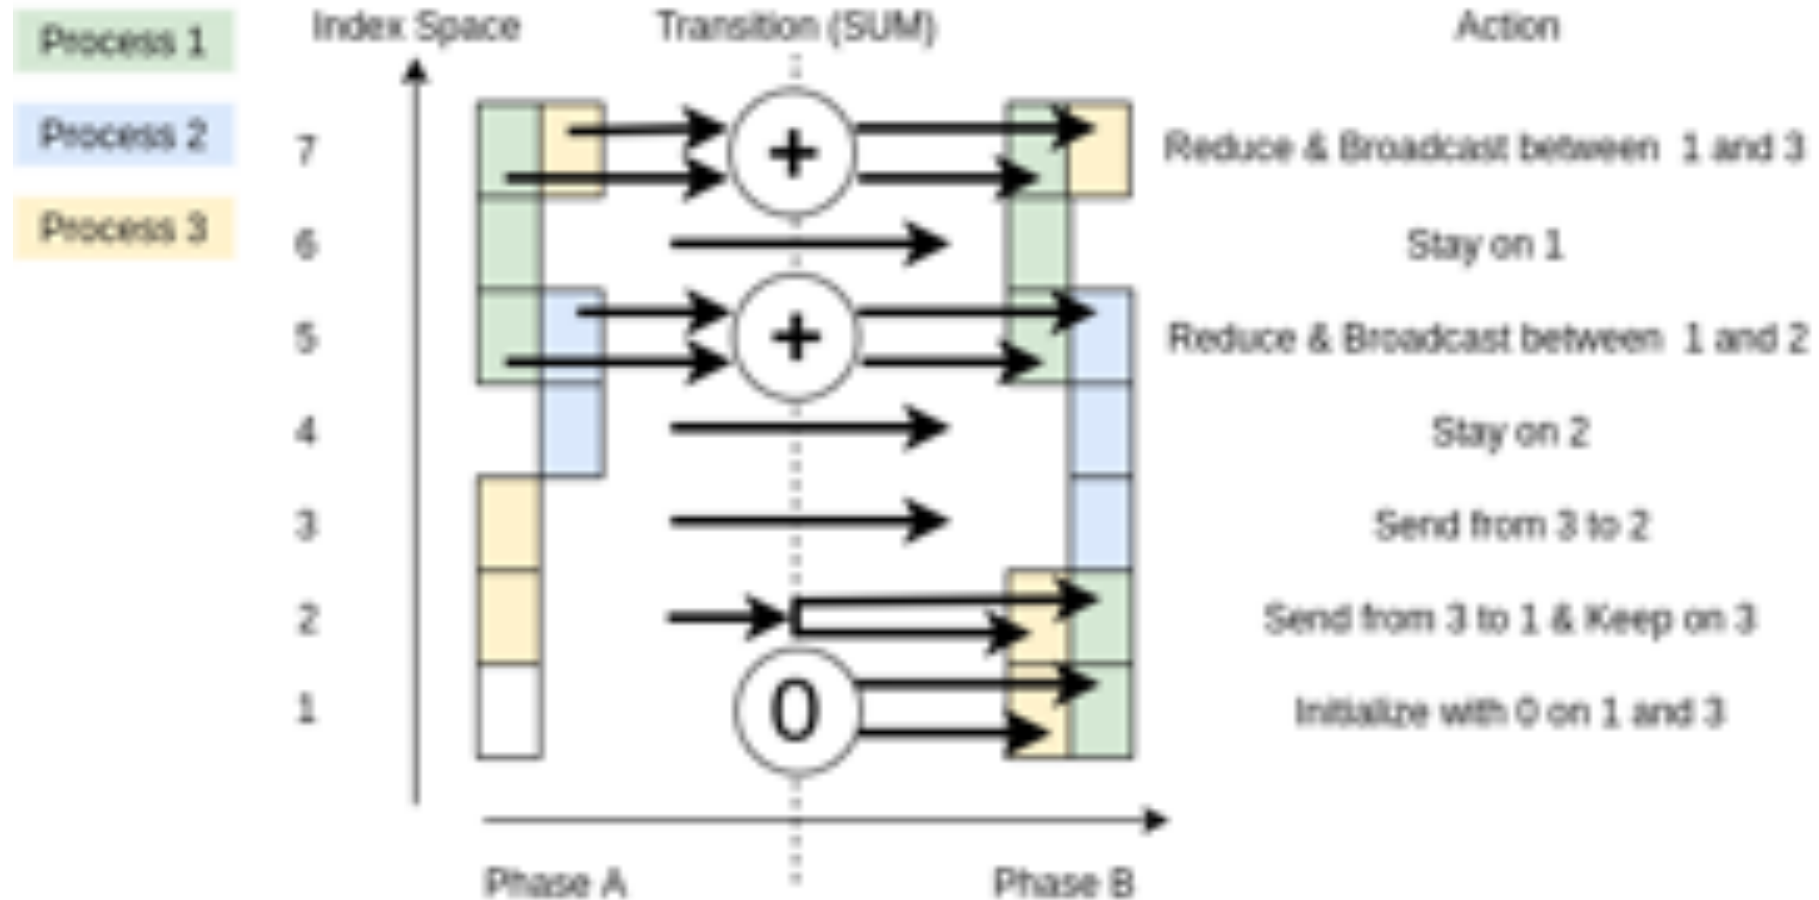 Process 1
Process 2
Process 3
Index Space
Transition (SUM)
Action
7
+
Reduce & Broadcast between 1 and 3
6
Stay on 1
5
+
Reduce & Broadcast between 1 and 2
4
Stay on 2
3
Send from 3 to 2
2
Send from 3 to 1 & Keep on 3
1
0
Initialize with 0 on 1 and 3
Phase A
Phase B